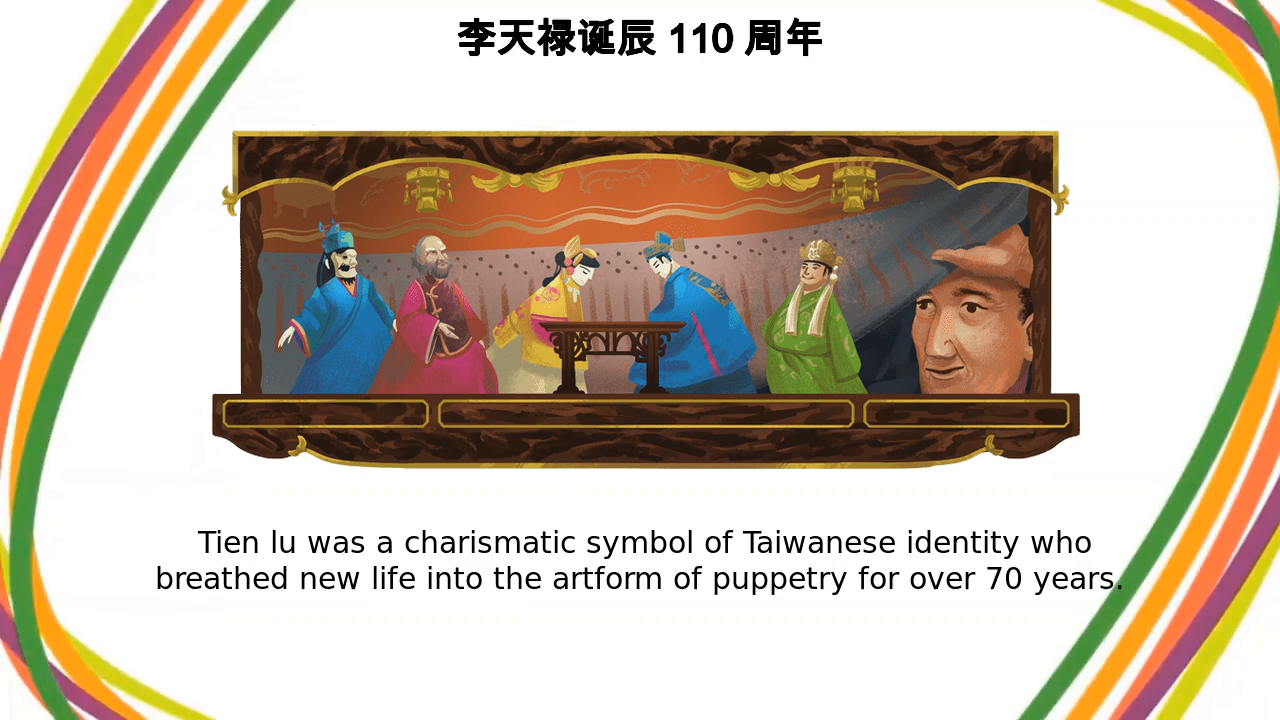 李天禄诞辰 110 周年
Tien lu was a charismatic symbol of Taiwanese identity who
breathed new life into the artform of puppetry for over 70 years.